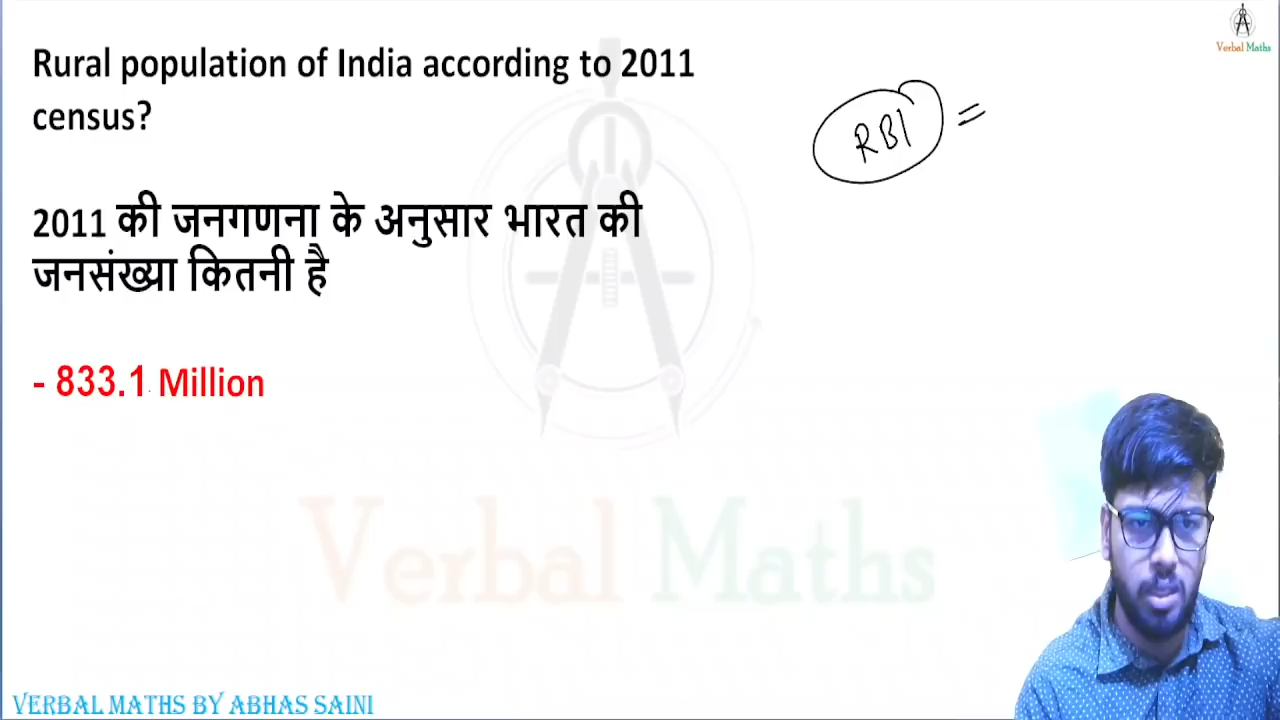 Verbal Maths
Rural population of India according to 2011
census?
RBI =
2011 की जनगणना के अनुसार भारत की
जनसंख्या कितनी है
- 833.1 Million
Verbal Maths
VERBAL MATHS BY ABHAS SAINI